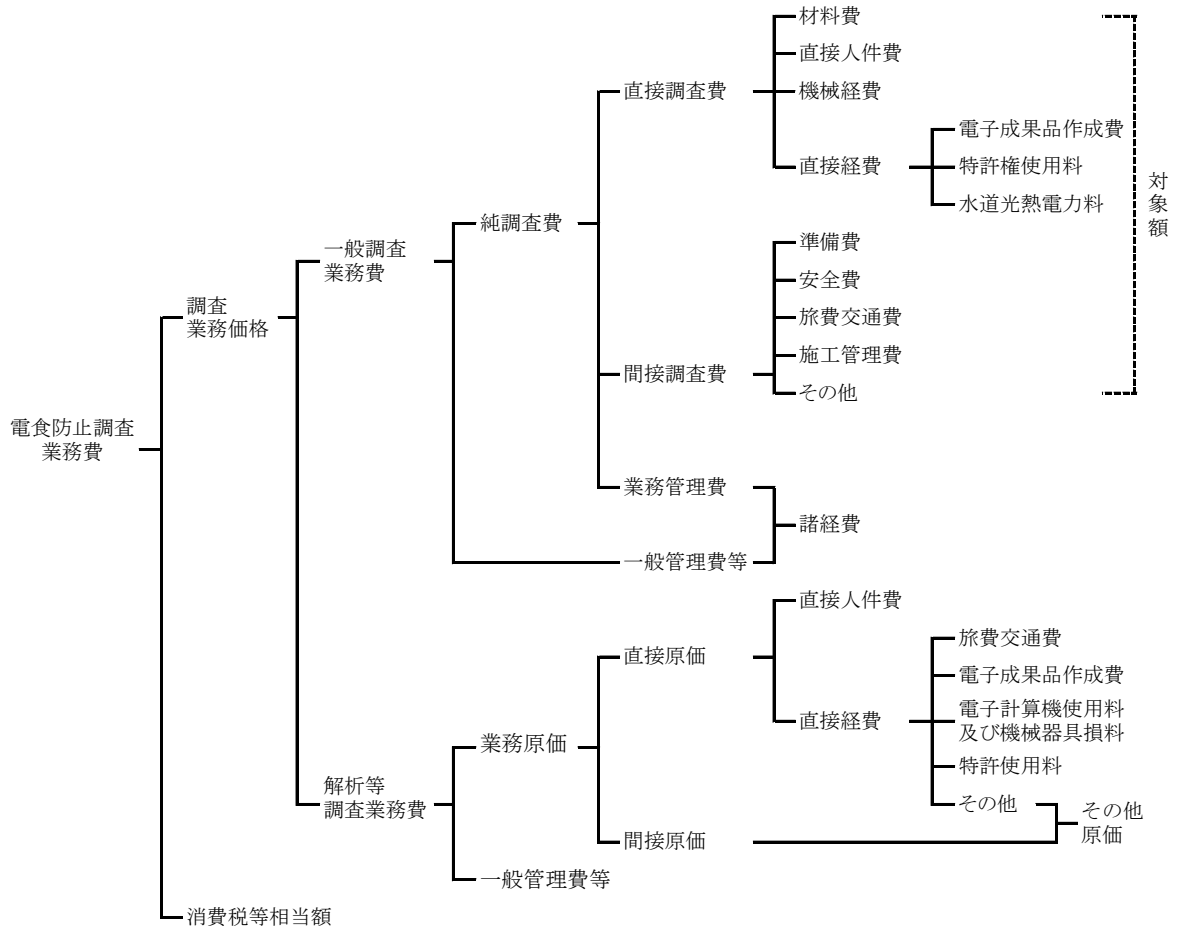 材料費
直接人件費
直接調査費
機械経費
電子成果品作成費
直接経費
特許権使用料
水道光熱電力料
対
象
額
純調査費
準備費
一般調査
業務費
安全費
調査
業務価格
旅費交通費
施工管理費
間接調査費
その他
電食防止調査
業務費
業務管理費
諸経費
一般管理費等
直接人件費
旅費交通費
直接原価
電子成果品作成費
直接経費
電子計算機使用料
及び機械器具損料
業務原価
特許使用料
解析等
調査業務費
その他
その他
原価
間接原価
一般管理費等
消費税等相当額